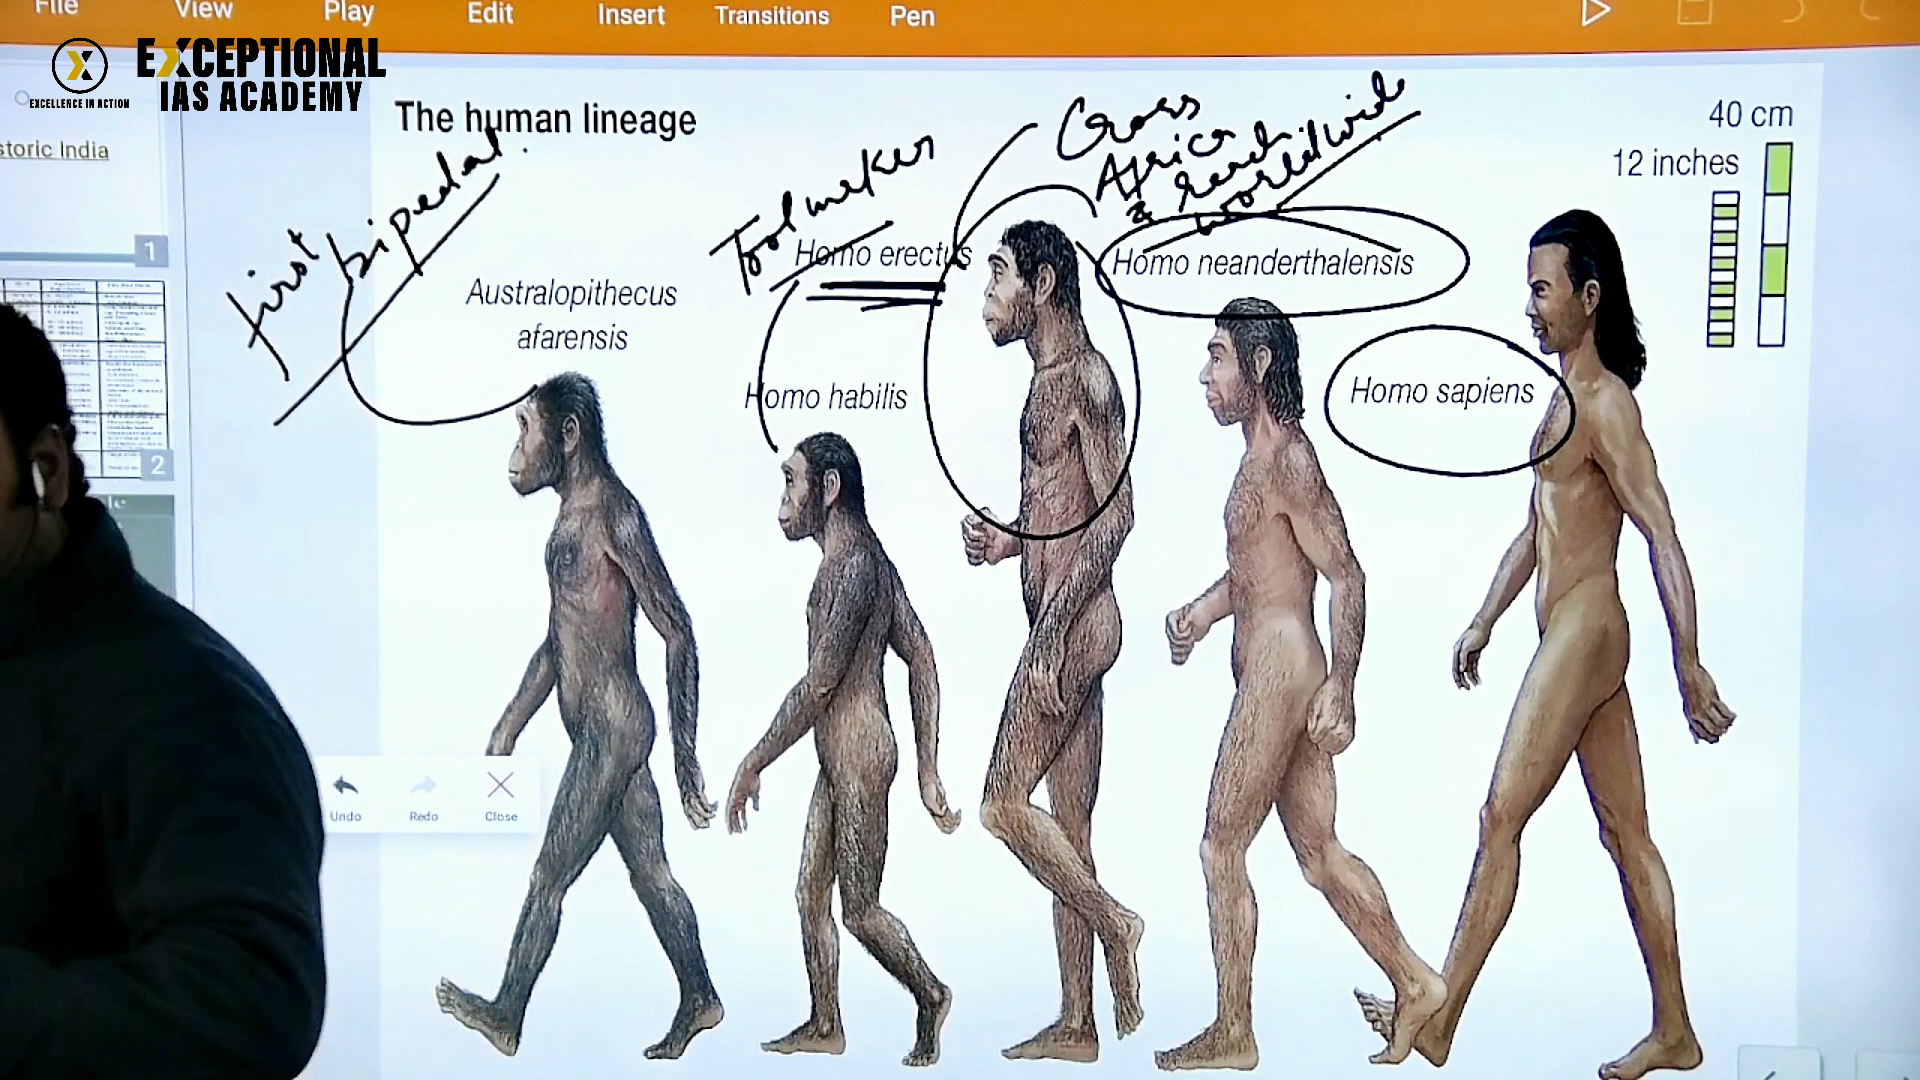 File View Play Edit Insert Transitions Pen
EXCEPTIONAL
IAS ACADEMY
EXCELLENCE IN ACTION
storic India
1
2
The human lineage
40 cm
12 inches
first bipedal
Tool makers
Cross
Africa
& reach
worldwide
Australopithecus
afarensis
Homo erectus
Homo habilis
Homo neanderthalensis
Homo sapiens
Undo Redo Close